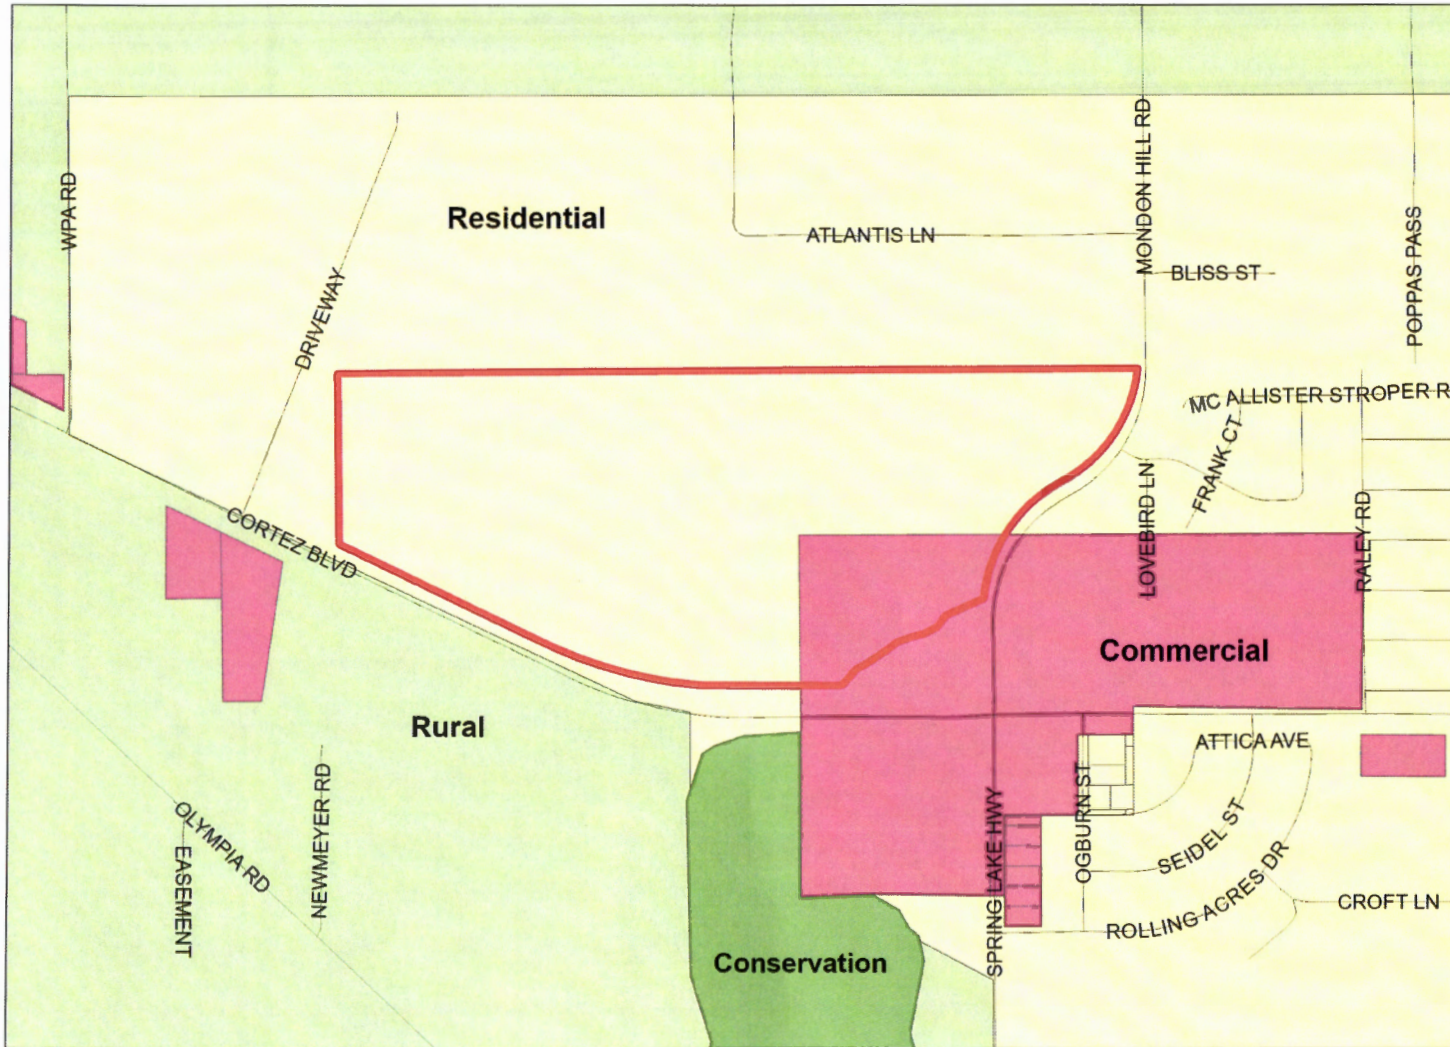 MONDON HILL RD
WPA RD
Residential
ATLANTIS LN
POPPAS PASS
BLISS ST
DRIVEWAY
MC ALLISTER STROPER R
FRANK CT
LOVEBIRD LN
RALEY RD
CORTEZ BLVD
Commercial
Rural
ATTICA AVE
OLYMPIA RD
NEWMEYER RD
EASEMENT
SPRING LAKE HWY
OGBURN ST
SEIDEL ST
ROLLING ACRES DR
CROFT LN
Conservation